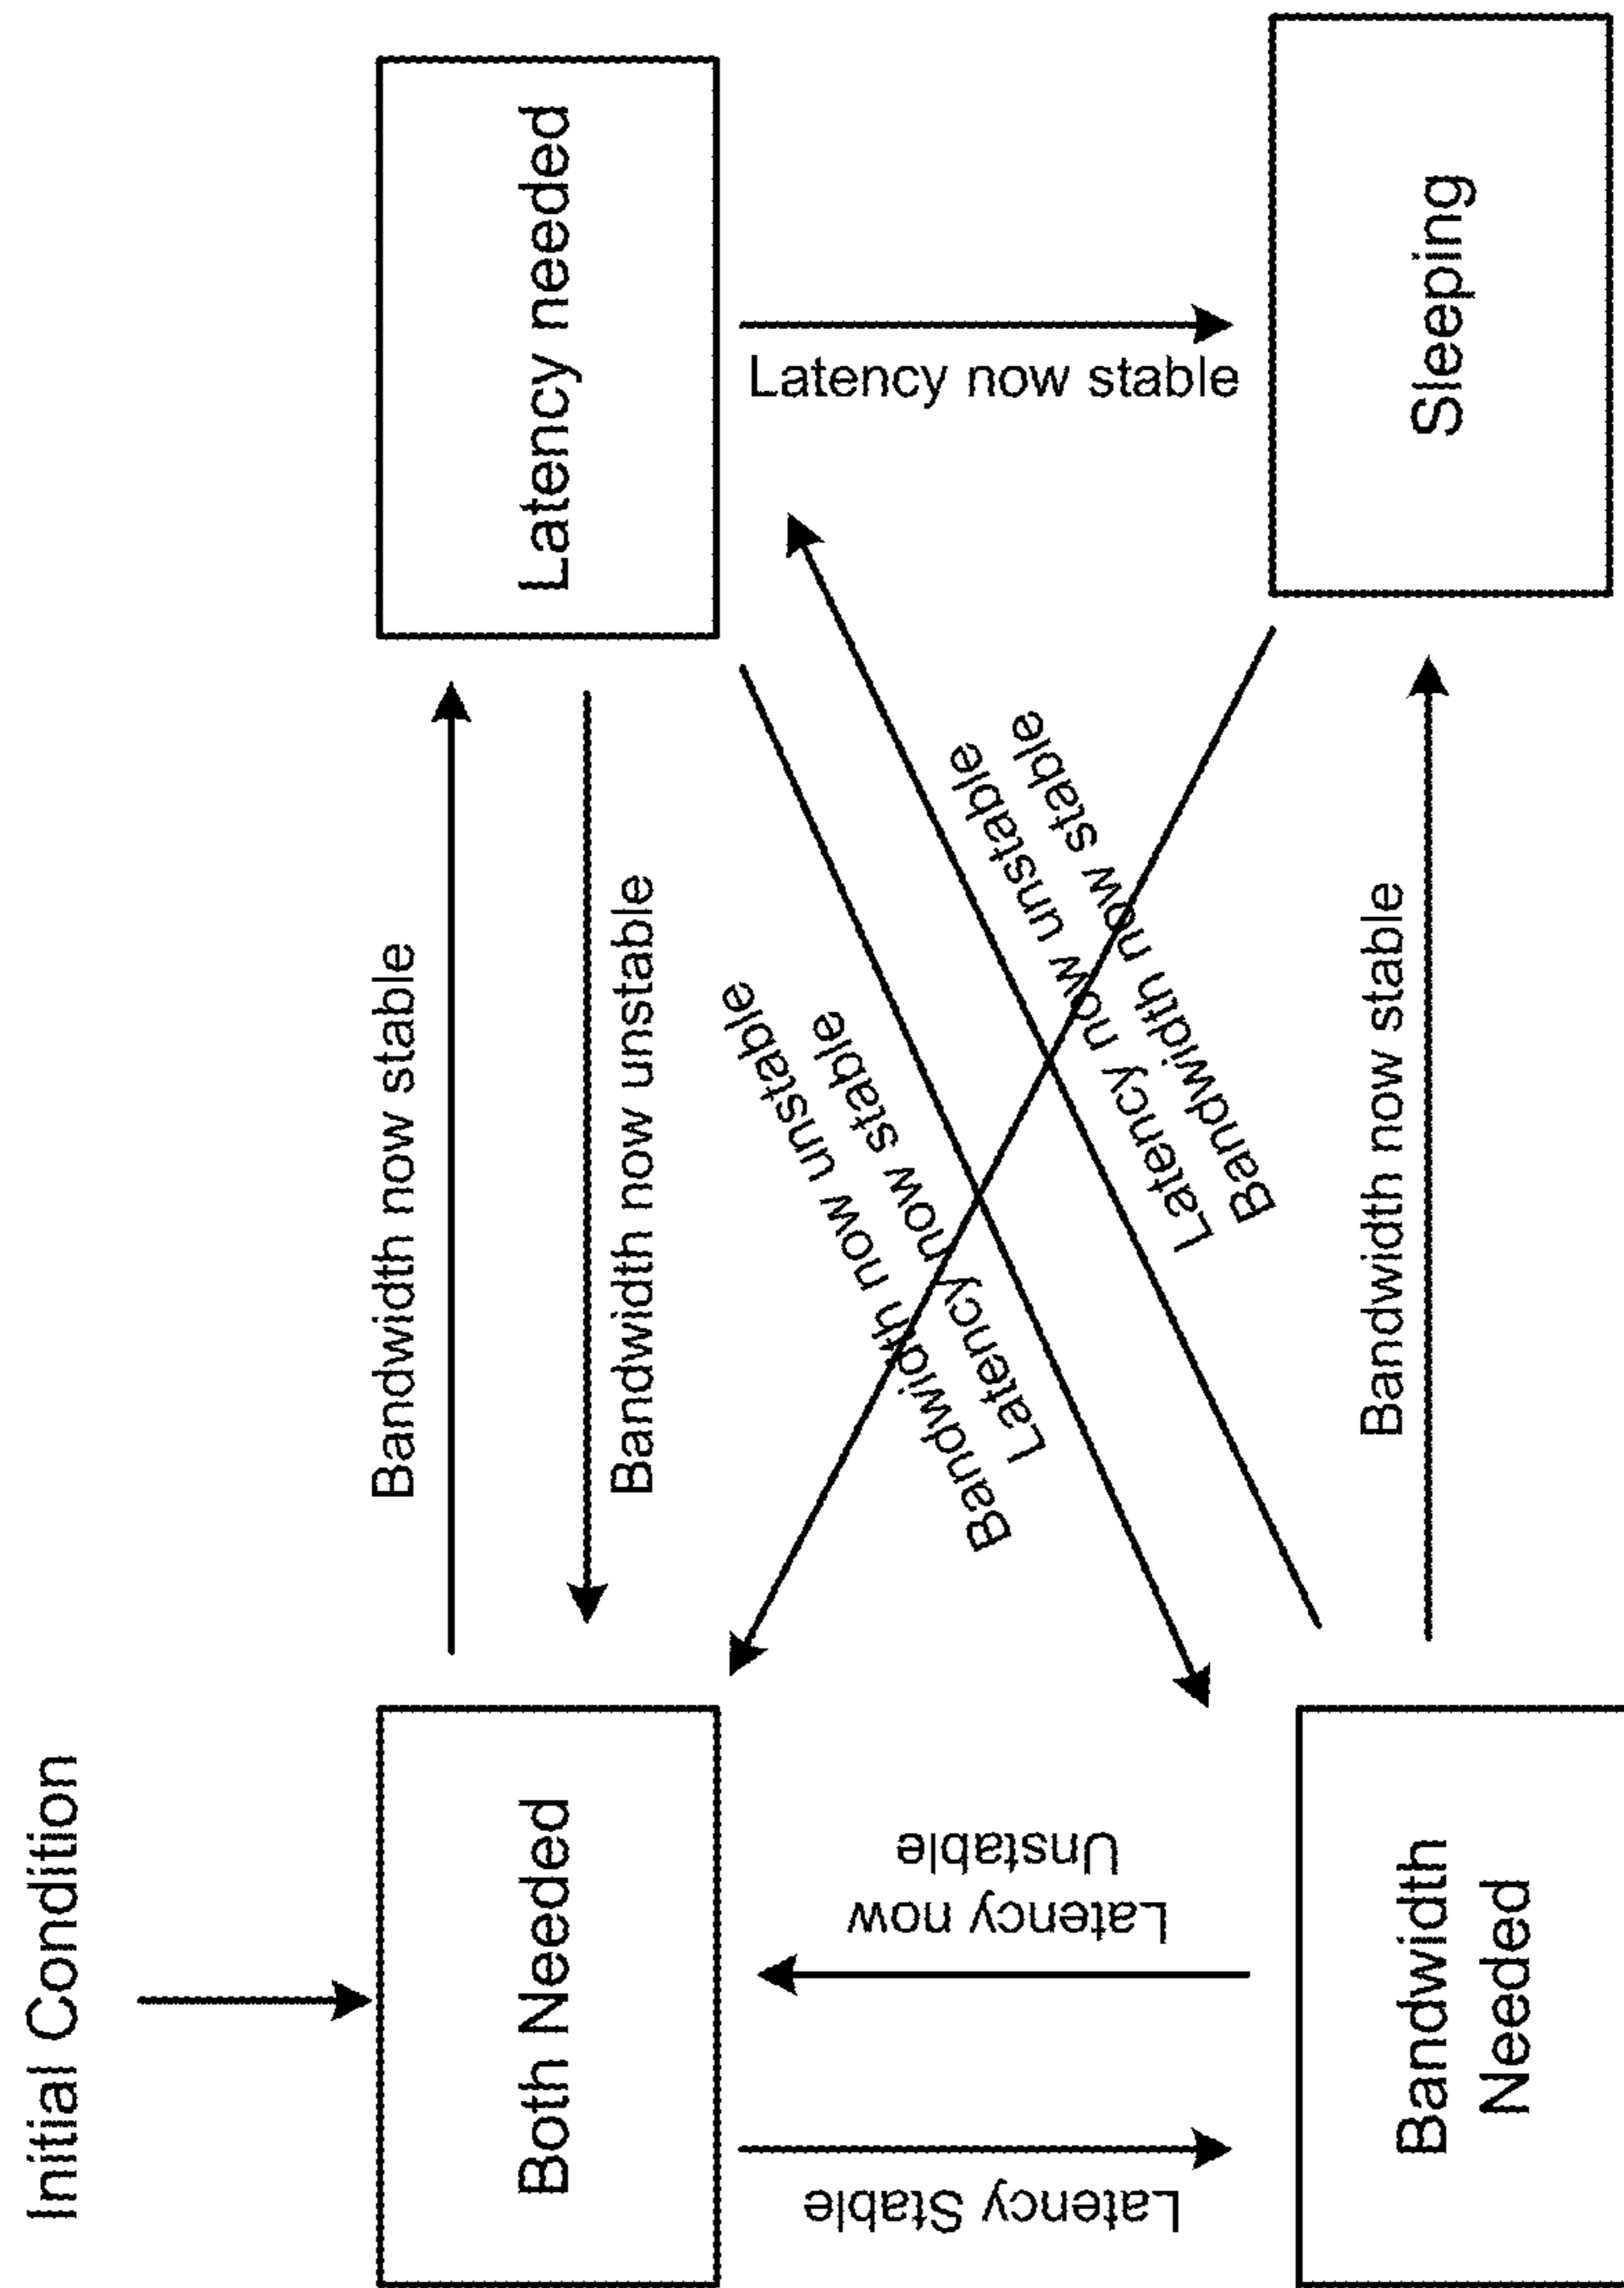 Initial Condition
Both Needed
Bandwidth now stable
Bandwidth now unstable
Latency needed
Latency Stable
Latency now
Unstable
Bandwidth now unstable
Latency now stable
Latency now unstable
Bandwidth now stable
Latency now stable
Bandwidth
Needed
Bandwidth now stable
Sleeping